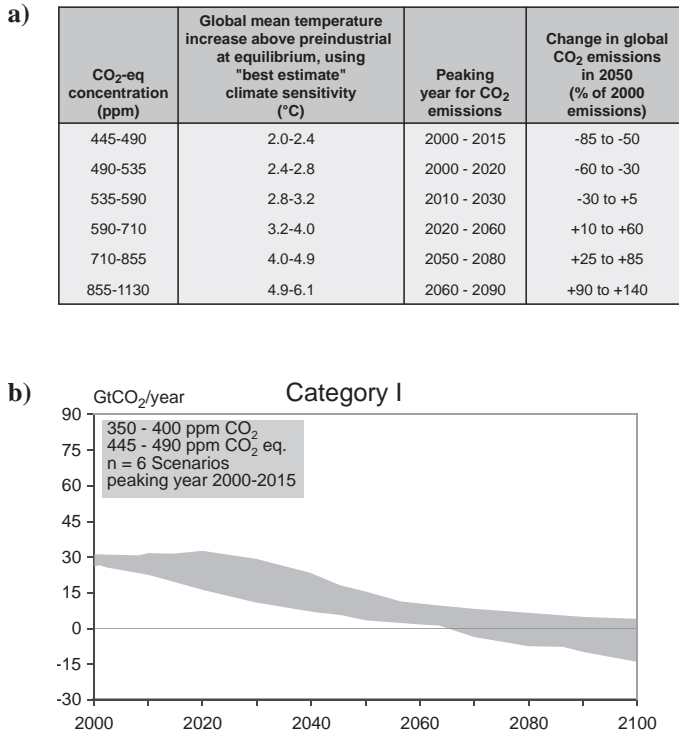 a)
CO2-eq concentration (ppm)
Global mean temperature increase above preindustrial at equilibrium, using "best estimate" climate sensitivity (°C)
Peaking year for CO2 emissions
Change in global CO2 emissions in 2050 (% of 2000 emissions)
445-490 2.0-2.4 2000 - 2015 -85 to -50
490-535 2.4-2.8 2000 - 2020 -60 to -30
535-590 2.8-3.2 2010 - 2030 -30 to +5
590-710 3.2-4.0 2020 - 2060 +10 to +60
710-855 4.0-4.9 2050 - 2080 +25 to +85
855-1130 4.9-6.1 2060 - 2090 +90 to +140
b)
GtCO2/year
Category I
350 - 400 ppm CO2
445 - 490 ppm CO2 eq.
n = 6 Scenarios
peaking year 2000-2015
90
75
60
45
30
15
0
-15
-30
2000 2020 2040 2060 2080 2100